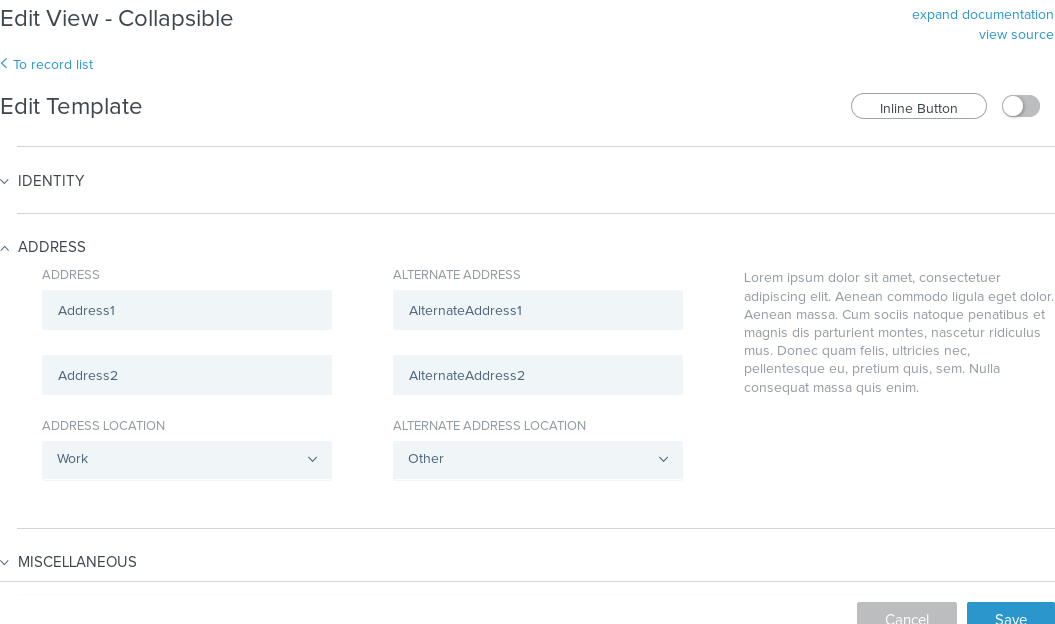 Edit View - Collapsible
expand documentation
view source
To record list
Edit Template
Inline Button
IDENTITY
ADDRESS
ADDRESS
Address1
Address2
ADDRESS LOCATION
Work
ALTERNATE ADDRESS
AlternateAddress1
AlternateAddress2
ALTERNATE ADDRESS LOCATION
Other
Lorem ipsum dolor sit amet, consectetuer
adipiscing elit. Aenean commodo ligula eget dolor.
Aenean massa. Cum sociis natoque penatibus et
magnis dis parturient montes, nascetur ridiculus
mus. Donec quam felis, ultricies nec,
pellentesque eu, pretium quis, sem. Nulla
consequat massa quis enim.
MISCELLANEOUS
Cancel
Save